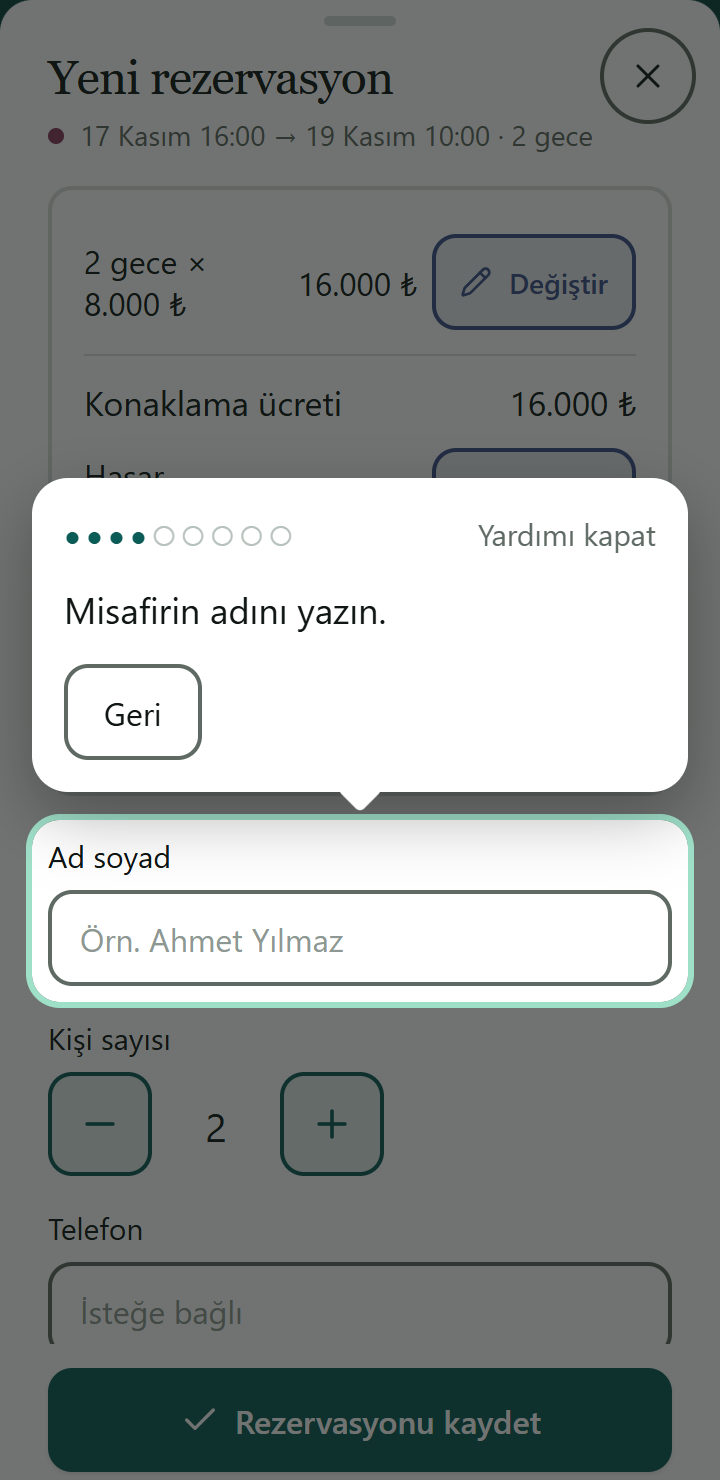 Yeni rezervasyon
17 Kasım 16:00 → 19 Kasım 10:00 · 2 gece
2 gece ×
8.000 ₺
16.000 ₺
Değiştir
Konaklama ücreti
16.000 ₺
Hasar
Yardımı kapat
Misafirin adını yazın.
Geri
Ad soyad
Örn. Ahmet Yılmaz
Kişi sayısı
2
Telefon
İsteğe bağlı
Rezervasyonu kaydet